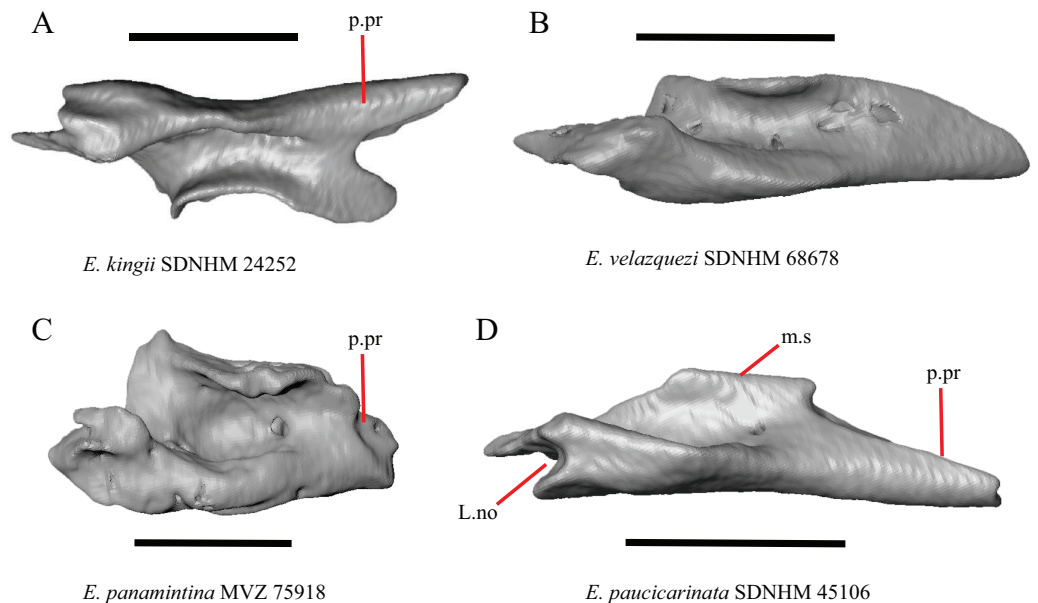 A
p.pr
E. kingii SDNHM 24252
B
E. velazquezi SDNHM 68678
C
p.pr
E. panamintina MVZ 75918
D
m.s
p.pr
L.no
E. paucicarinata SDNHM 45106